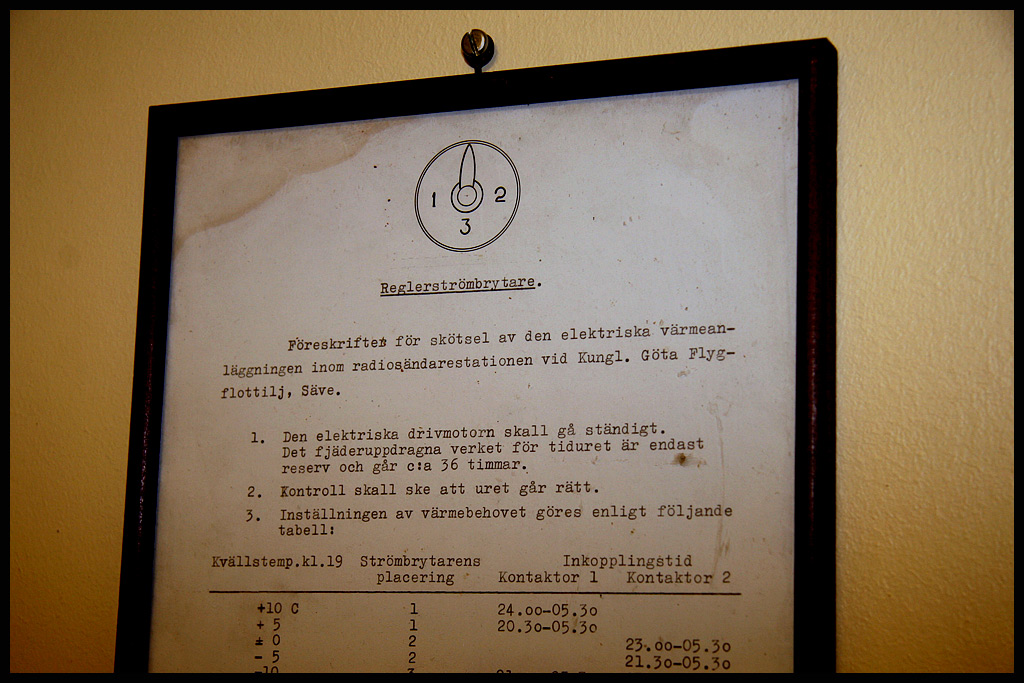 1 2
3
Reglerströmbrytare.
Föreskrifter för skötsel av den elektriska värmean-
läggningen inom radiosändarestationen vid Kungl. Göta Flyg-
flottilj, Säve.
1. Den elektriska drivmotorn skall gå ständigt.
Det fjäderuppdragna verket för tiduret är endast
reserv och går c:a 36 timmar.
2. Kontroll skall ske att uret går rätt.
3. Inställningen av värmebehovet göres enligt följande
tabell:
Kvällstemp.kl.19 Strömbrytarens Inkopplingstid
placering Kontaktor 1 Kontaktor 2
+10 C 1 24.oo-05.3o
+ 5 1 20.3o-05.3o
± 0 2 23.oo-05.3o
- 5 2 21.3o-05.3o
-10